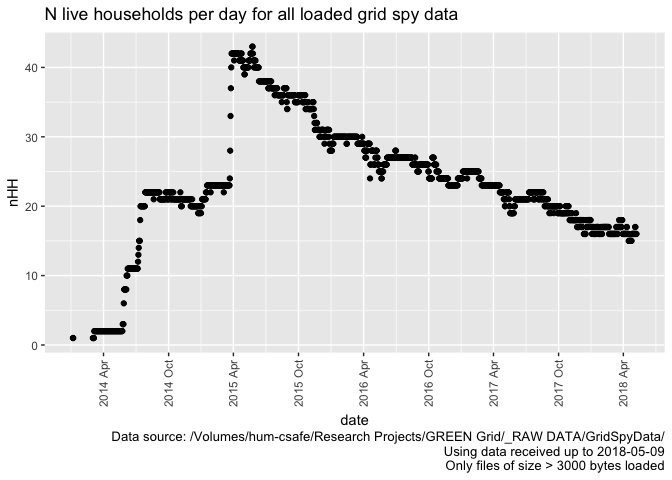 N live households per day for all loaded grid spy data
nHH
40
30
20
10
0
2014 Apr
2014 Oct
2015 Apr
2015 Oct
2016 Apr
2016 Oct
2017 Apr
2017 Oct
2018 Apr
date
Data source: /Volumes/hum-csafe/Research Projects/GREEN Grid/_RAW DATA/GridSpyData/
Using data received up to 2018-05-09
Only files of size > 3000 bytes loaded